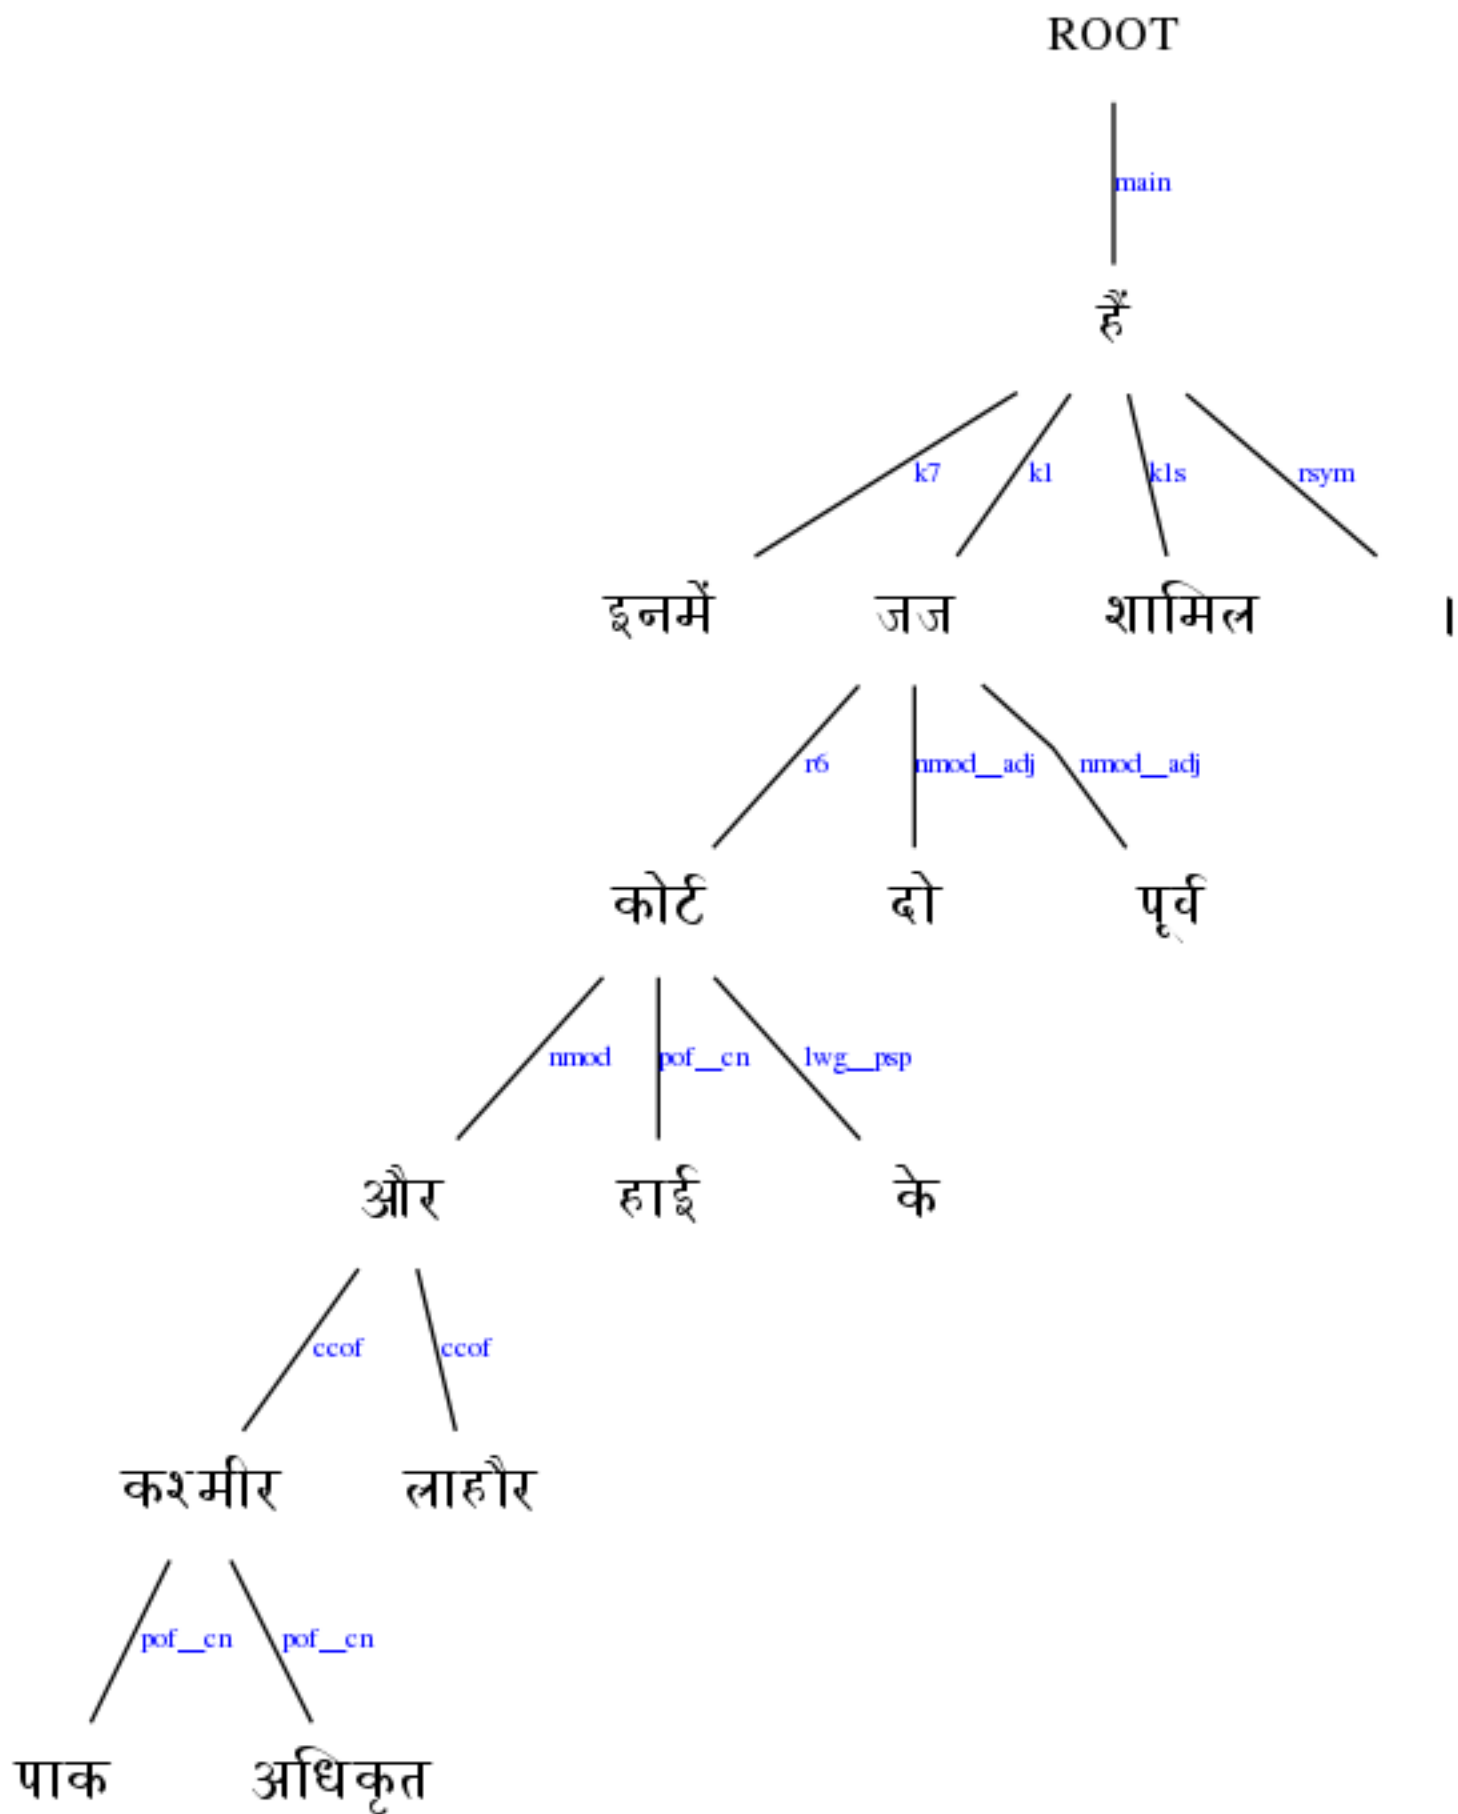 ROOT
main
हैं
k7 k1 k1s rsym
इनमें जज शामिल ।
r6 nmod__adj nmod__adj
कोर्ट दो पूर्व
nmod pof__cn lwg__psp
और हाई के
ccof ccof
कश्मीर लाहौर
pof__cn pof__cn
पाक अधिकृत